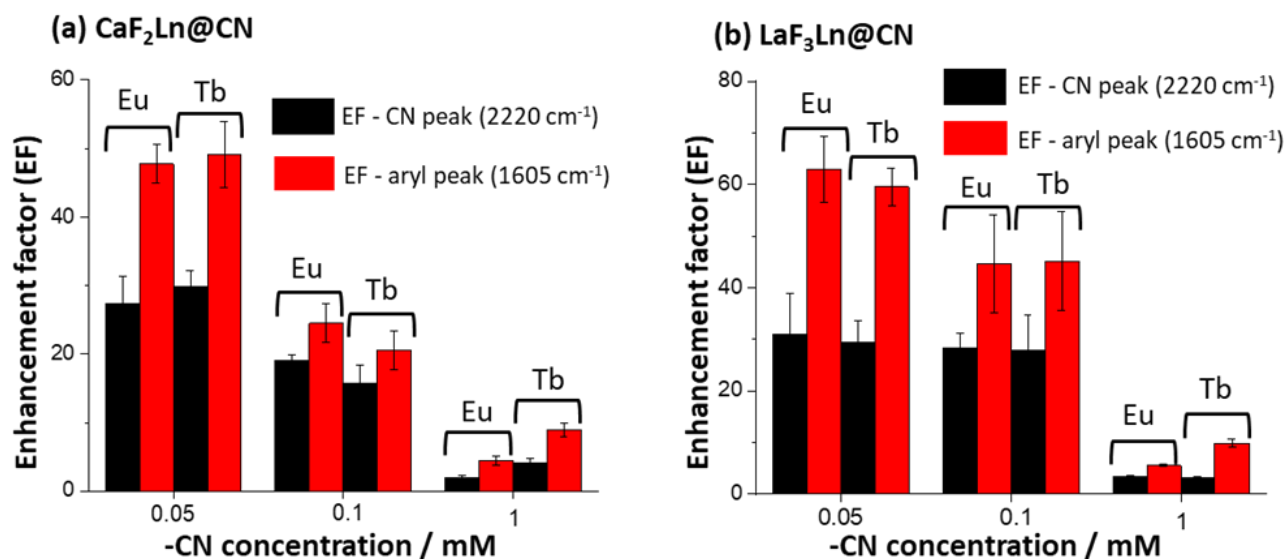 (a) CaF₂Ln@CN
Enhancement factor (EF)
60
40
20
0
Eu
Tb
EF - CN peak (2220 cm⁻¹)
EF - aryl peak (1605 cm⁻¹)
Eu
Tb
Eu
Tb
0.05
0.1
1
-CN concentration / mM
(b) LaF₃Ln@CN
Enhancement factor (EF)
80
60
40
20
0
Eu
Tb
EF - CN peak (2220 cm⁻¹)
EF - aryl peak (1605 cm⁻¹)
Eu
Tb
Eu
Tb
0.05
0.1
1
-CN concentration / mM